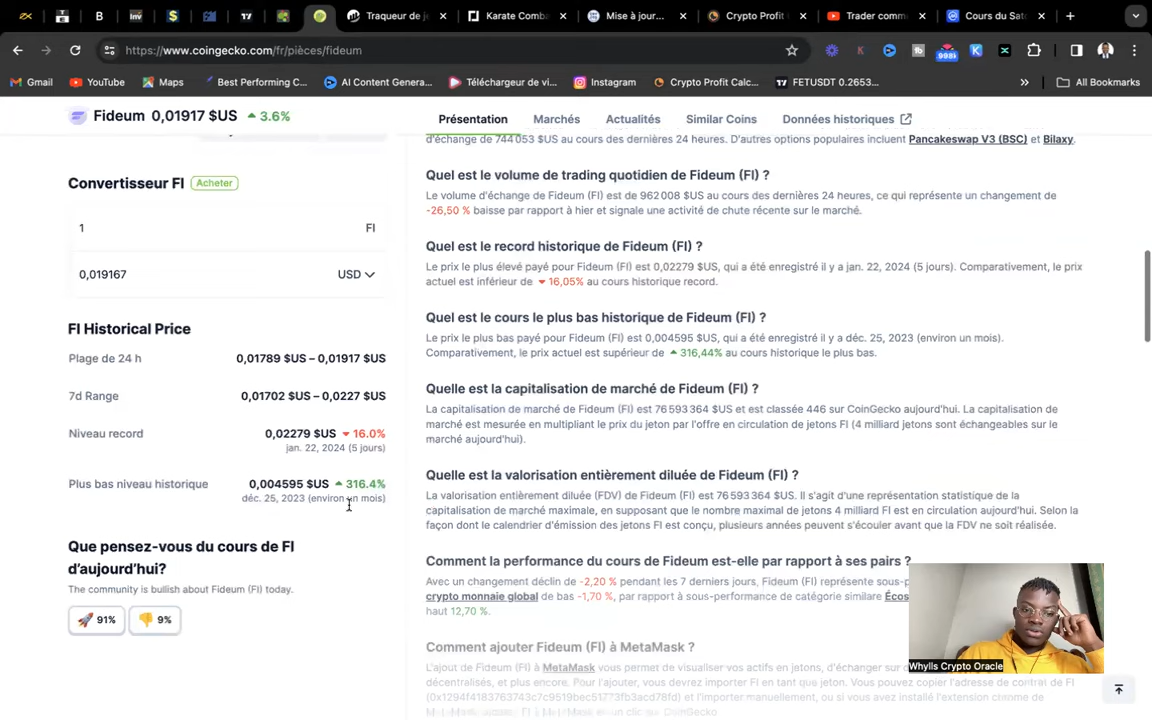 Traqueur de je
Karate Comba
Mise à jour...
Crypto Profit
Trader comm
Cours du Sat
https://www.coingecko.com/fr/pièces/fideum
Gmail
YouTube
Maps
Best Performing C...
AI Content Genera...
Téléchargeur de vi...
Instagram
Crypto Profit Calc...
FETUSDT 0.2653...
All Bookmarks
Fideum 0,01917 $US 3.6%
Présentation
Marchés
Actualités
Similar Coins
Données historiques
Convertisseur FI
Acheter
1 FI
0,019167 USD
FI Historical Price
Plage de 24 h 0,01789 $US – 0,01917 $US
7d Range 0,01702 $US – 0,0227 $US
Niveau record 0,02279 $US 16.0%
jan. 22, 2024 (5 jours)
Plus bas niveau historique 0,004595 $US 316.4%
déc. 25, 2023 (environ un mois)
Que pensez-vous du cours de FI
d’aujourd’hui?
The community is bullish about Fideum (FI) today.
91%
9%
d'échange de 744 053 $US au cours des dernières 24 heures. D'autres options populaires incluent Pancakeswap V3 (BSC) et Bilaxy.
Quel est le volume de trading quotidien de Fideum (FI) ?
Le volume d'échange de Fideum (FI) est de 962 008 $US au cours des dernières 24 heures, ce qui représente un changement de
-26,50 % baisse par rapport à hier et signale une activité de chute récente sur le marché.
Quel est le record historique de Fideum (FI) ?
Le prix le plus élevé payé pour Fideum (FI) est 0,02279 $US, qui a été enregistré il y a jan. 22, 2024 (5 jours). Comparativement, le prix
actuel est inférieur de 16,05% au cours historique record.
Quel est le cours le plus bas historique de Fideum (FI) ?
Le prix le plus bas payé pour Fideum (FI) est 0,004595 $US, qui a été enregistré il y a déc. 25, 2023 (environ un mois).
Comparativement, le prix actuel est supérieur de 316,44% au cours historique le plus bas.
Quelle est la capitalisation de marché de Fideum (FI) ?
La capitalisation de marché de Fideum (FI) est 76 593 364 $US et est classée 446 sur CoinGecko aujourd'hui. La capitalisation de
marché est mesurée en multipliant le prix du jeton par l'offre en circulation de jetons FI (4 milliard jetons sont échangeables sur le
marché aujourd'hui).
Quelle est la valorisation entièrement diluée de Fideum (FI) ?
La valorisation entièrement diluée (FDV) de Fideum (FI) est 76 593 364 $US. Il s'agit d'une représentation statistique de la
capitalisation de marché maximale, en supposant que le nombre maximal de jetons 4 milliard FI est en circulation aujourd'hui. Selon la
façon dont le calendrier d'émission des jetons FI est conçu, plusieurs années peuvent s'écouler avant que la FDV ne soit réalisée.
Comment la performance du cours de Fideum est-elle par rapport à ses pairs ?
Avec un changement déclin de -2,20 % pendant les 7 derniers jours, Fideum (FI) représente sous-p
crypto monnaie global de bas -1,70 %, par rapport à sous-performance de catégorie similaire Écos
haut 12,70 %.
Comment ajouter Fideum (FI) à MetaMask ?
L'ajout de Fideum (FI) à MetaMask vous permet de visualiser vos actifs en jetons, d'échanger sur d
décentralisés, et plus encore. Pour l'ajouter, vous devrez importer FI en tant que jeton. Vous pouvez copier l'adresse de contrat de FI
et l'importer manuellement, ou si vous avez installé l'extension chrome de
Whylls Crypto Oracle